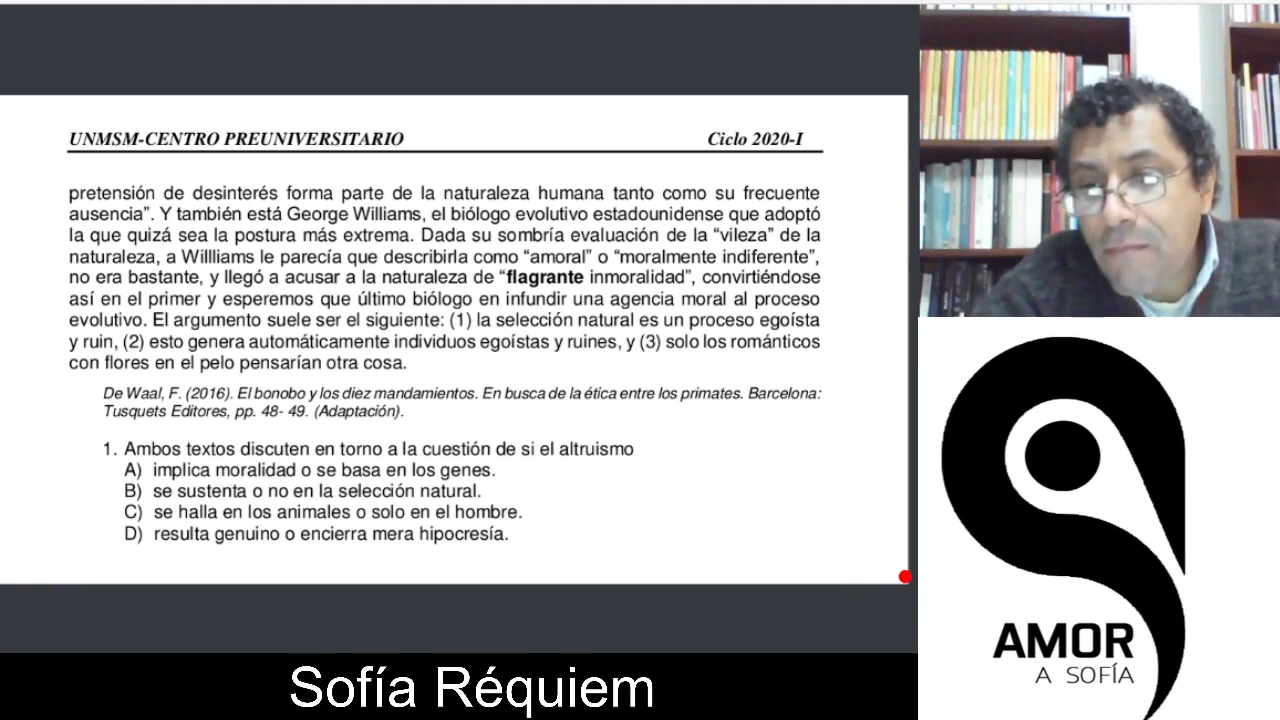 UNMSM-CENTRO PREUNIVERSITARIO Ciclo 2020-I
pretensión de desinterés forma parte de la naturaleza humana tanto como su frecuente
ausencia”. Y también está George Williams, el biólogo evolutivo estadounidense que adoptó
la que quizá sea la postura más extrema. Dada su sombría evaluación de la “vileza” de la
naturaleza, a Willliams le parecía que describirla como “amoral” o “moralmente indiferente”,
no era bastante, y llegó a acusar a la naturaleza de “flagrante inmoralidad”, convirtiéndose
así en el primer y esperemos que último biólogo en infundir una agencia moral al proceso
evolutivo. El argumento suele ser el siguiente: (1) la selección natural es un proceso egoísta
y ruin, (2) esto genera automáticamente individuos egoístas y ruines, y (3) solo los románticos
con flores en el pelo pensarían otra cosa.
De Waal, F. (2016). El bonobo y los diez mandamientos. En busca de la ética entre los primates. Barcelona:
Tusquets Editores, pp. 48- 49. (Adaptación).
1. Ambos textos discuten en torno a la cuestión de si el altruismo
A) implica moralidad o se basa en los genes.
B) se sustenta o no en la selección natural.
C) se halla en los animales o solo en el hombre.
D) resulta genuino o encierra mera hipocresía.
AMOR
A SOFÍA
Sofía Réquiem